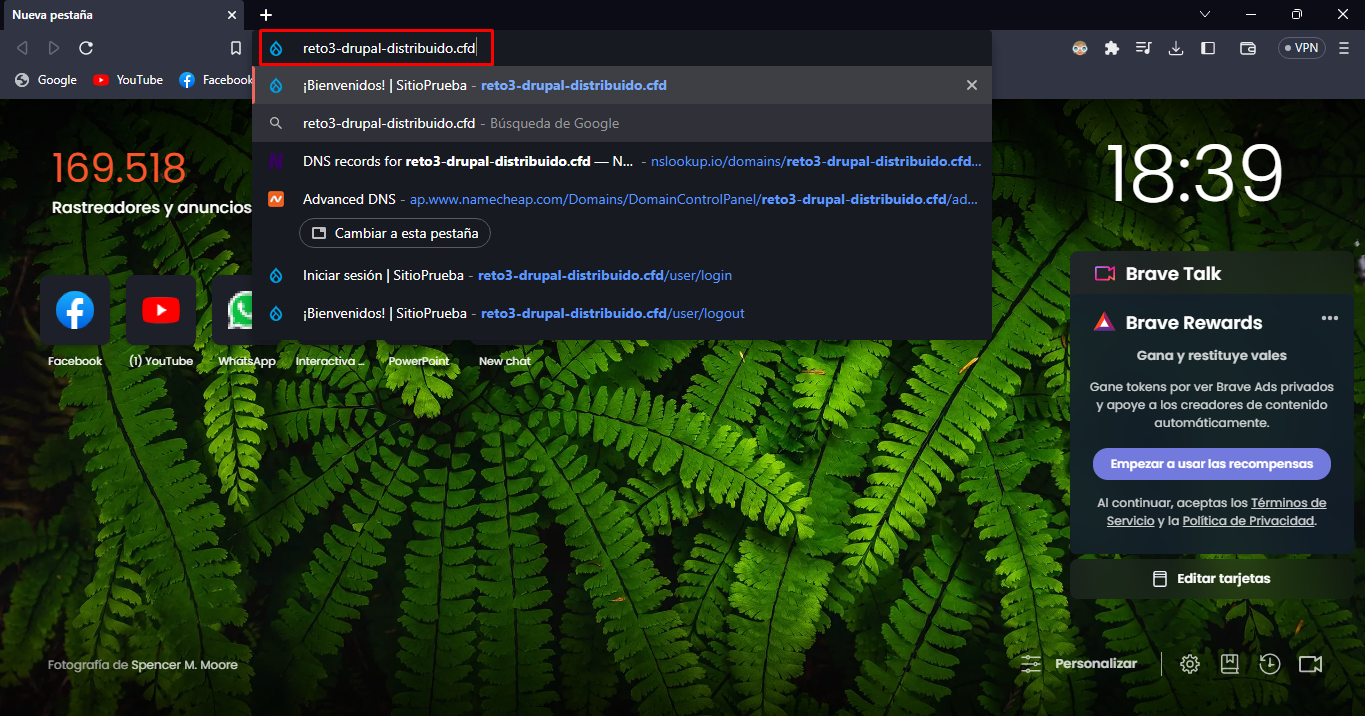 Nueva pestaña
reto3-drupal-distribuido.cfd
VPN
Google
YouTube
Facebook
¡Bienvenidos! | SitioPrueba - reto3-drupal-distribuido.cfd
reto3-drupal-distribuido.cfd - Búsqueda de Google
DNS records for reto3-drupal-distribuido.cfd — N... - nslookup.io/domains/reto3-drupal-distribuido.cfd...
Advanced DNS - ap.www.namecheap.com/Domains/DomainControlPanel/reto3-drupal-distribuido.cfd/ad...
Cambiar a esta pestaña
Iniciar sesión | SitioPrueba - reto3-drupal-distribuido.cfd/user/login
¡Bienvenidos! | SitioPrueba - reto3-drupal-distribuido.cfd/user/logout
169.518
Rastreadores y anuncios
18:39
Facebook
(1) YouTube
WhatsApp
Interactiva ...
PowerPoint
New chat
Brave Talk
Brave Rewards
Gana y restituye vales
Gane tokens por ver Brave Ads privados
y apoye a los creadores de contenido
automáticamente.
Empezar a usar las recompensas
Al continuar, aceptas los Términos de
Servicio y la Política de Privacidad.
Editar tarjetas
Fotografía de Spencer M. Moore
Personalizar